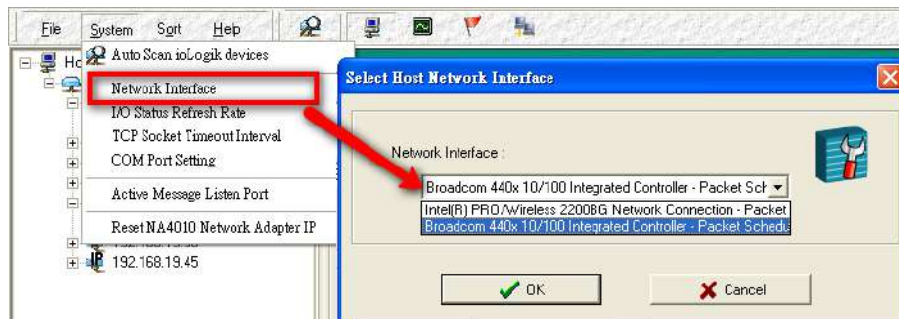 File System Sort Help
Auto Scan ioLogik devices
Network Interface
I/O Status Refresh Rate
TCP Socket Timeout Interval
COM Port Setting
Active Message Listen Port
Reset NA4010 Network Adapter IP
192.168.19.45
Select Host Network Interface
Network Interface :
Broadcom 440x 10/100 Integrated Controller - Packet Sch
Intel(R) PRO/Wireless 2200BG Network Connection - Packet
Broadcom 440x 10/100 Integrated Controller - Packet Schedu
OK
Cancel